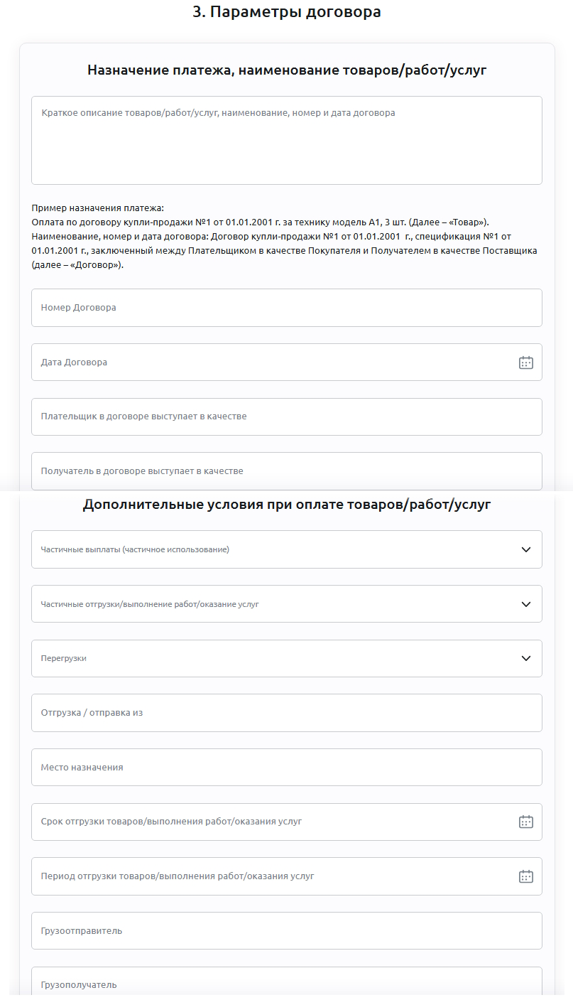 3. Параметры договора
Назначение платежа, наименование товаров/работ/услуг
Краткое описание товаров/работ/услуг, наименование, номер и дата договора
Пример назначения платежа:
Оплата по договору купли-продажи №1 от 01.01.2001 г. за технику модель А1, 3 шт. (Далее – «Товар»).
Наименование, номер и дата договора: Договор купли-продажи №1 от 01.01.2001  г., спецификация №1 от
01.01.2001 г., заключенный между Плательщиком в качестве Покупателя и Получателем в качестве Поставщика
(далее – «Договор»).
Номер Договора
Дата Договора
Плательщик в договоре выступает в качестве
Получатель в договоре выступает в качестве
Дополнительные условия при оплате товаров/работ/услуг
Частичные выплаты (частичное использование)
Частичные отгрузки/выполнение работ/оказание услуг
Перегрузки
Отгрузка / отправка из
Место назначения
Срок отгрузки товаров/выполнения работ/оказания услуг
Период отгрузки товаров/выполнения работ/оказания услуг
Грузоотправитель
Грузополучатель